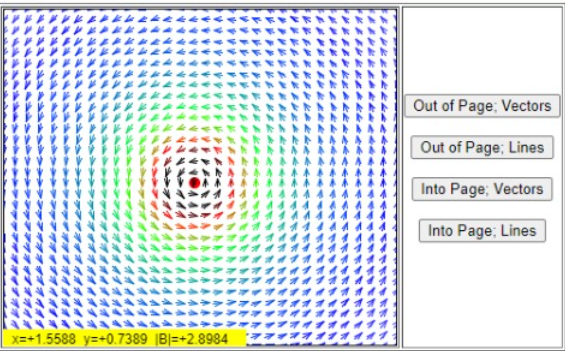 Out of Page; Vectors
Out of Page; Lines
Into Page; Vectors
Into Page; Lines
x=+1.5588 y=+0.7389 |B|=+2.8984